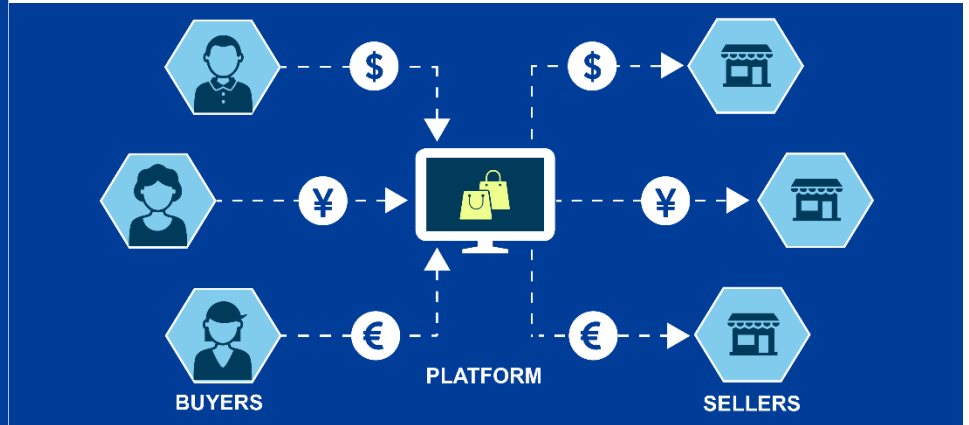 $ $
¥ ¥
€ €
PLATFORM
BUYERS
SELLERS